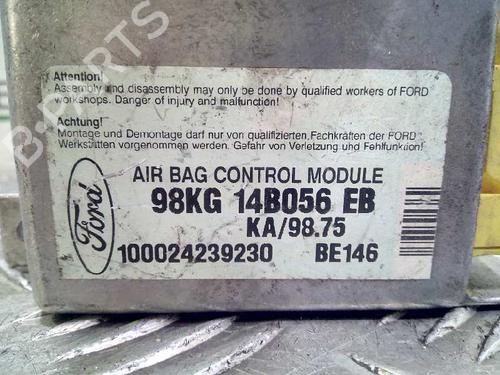 B-PARTS
Attention!
Assembly and disassembly may only be done by qualified workers of FORD
workshops. Danger of injury and malfunction!
Achtung!
Montage und Demontage darf nur von qualifizierten Fachkräften der FORD
Werkstätten vorgenommen werden. Gefahr von Verletzung und Fehlfunktion!
AIR BAG CONTROL MODULE
98KG 14B056 EB
Ford
KA/98.75
100024239230 BE146